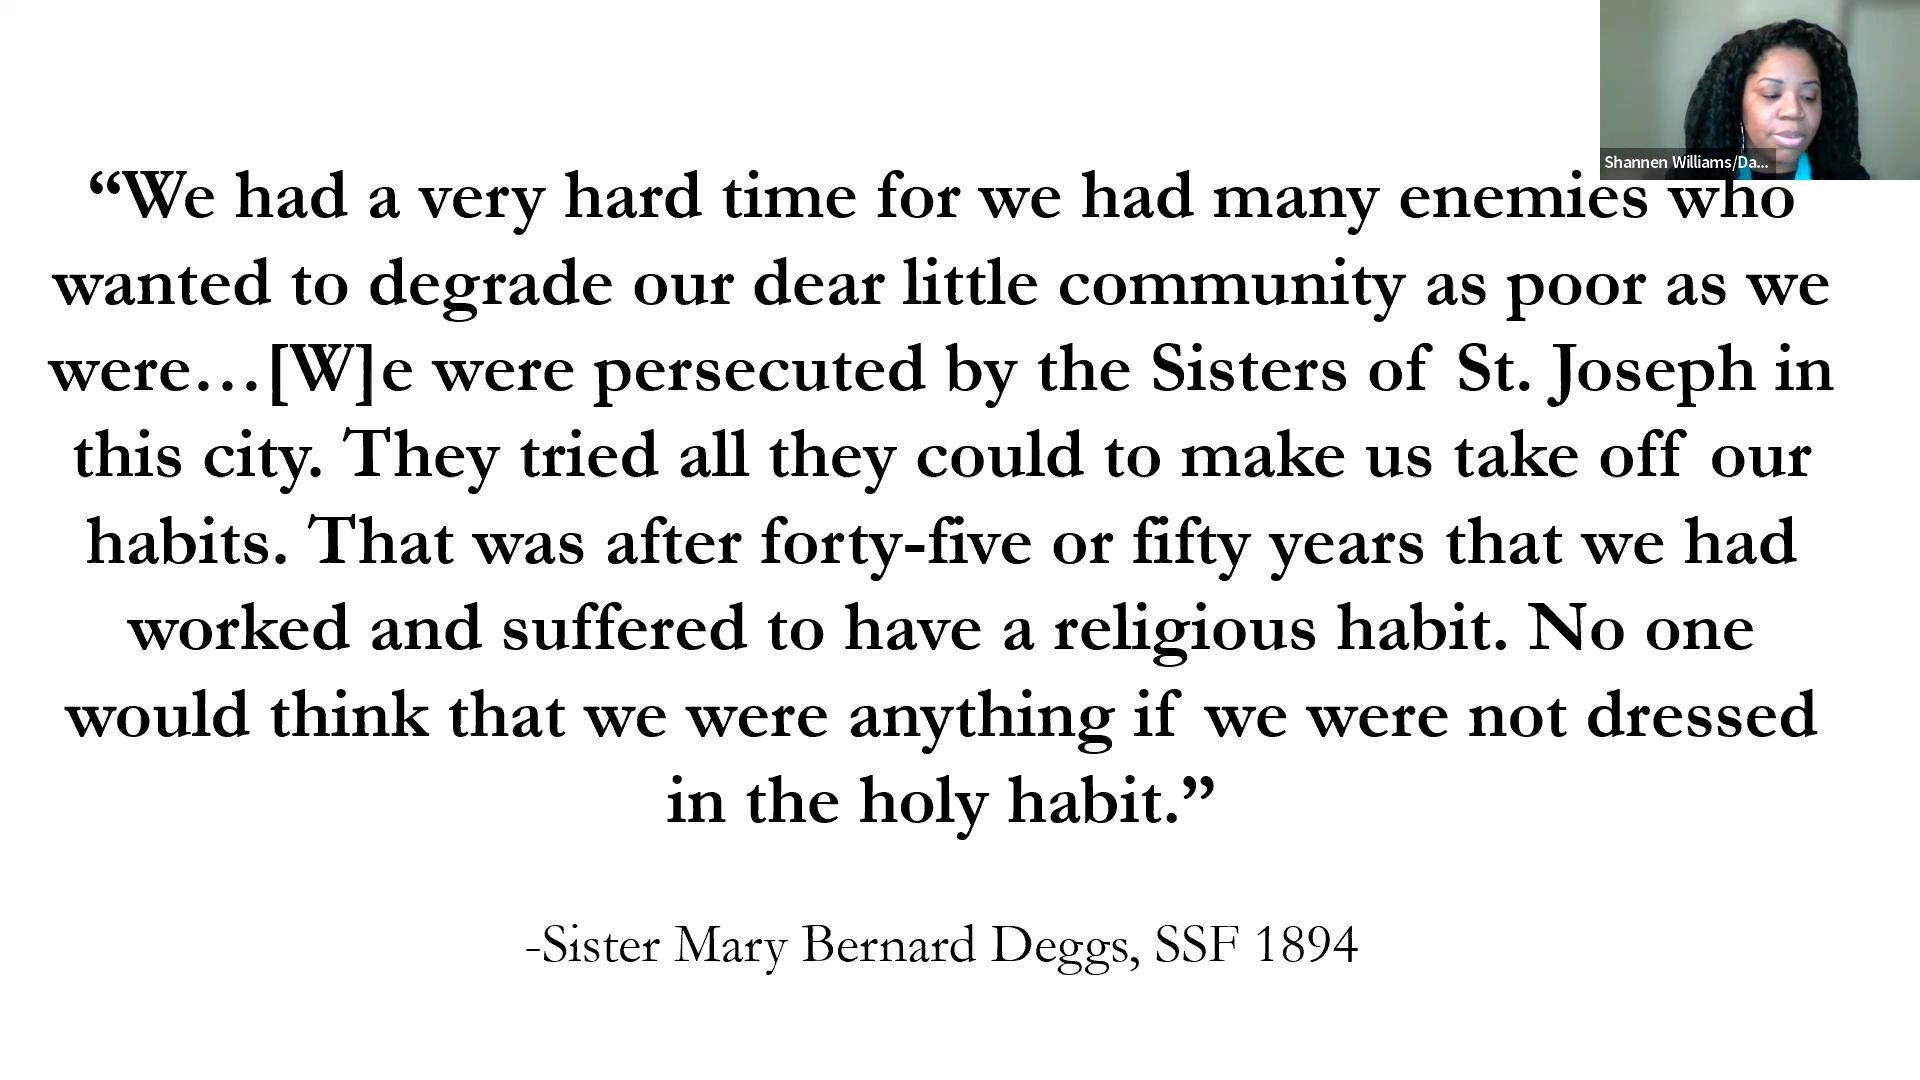 Shannen Williams/Da...
“We had a very hard time for we had many enemies who
wanted to degrade our dear little community as poor as we
were…[W]e were persecuted by the Sisters of St. Joseph in
this city. They tried all they could to make us take off our
habits. That was after forty-five or fifty years that we had
worked and suffered to have a religious habit. No one
would think that we were anything if we were not dressed
in the holy habit.”
-Sister Mary Bernard Deggs, SSF 1894